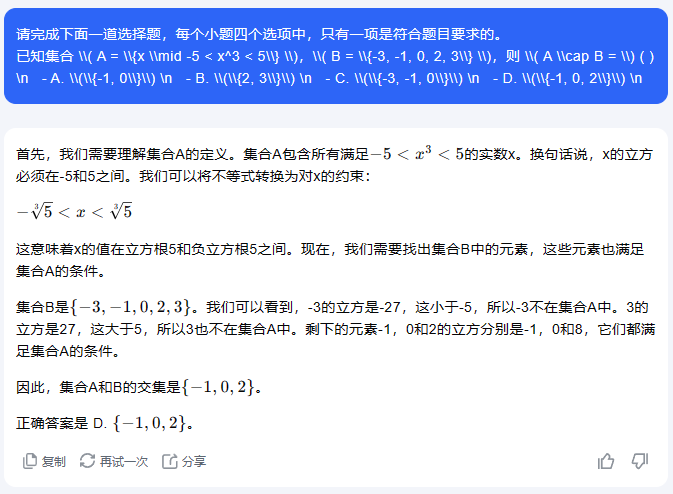 请完成下面一道选择题，每个小题四个选项中，只有一项是符合题目要求的。
已知集合 \\( A = \\{x \\mid -5 < x^3 < 5\\} \\)，\\( B = \\{-3, -1, 0, 2, 3\\} \\)，则 \\( A \\cap B = \\) ( )
\n - A. \\(\\{-1, 0\\}\\) \n - B. \\(\\{2, 3\\}\\) \n - C. \\(\\{-3, -1, 0\\}\\) \n - D. \\(\\{-1, 0, 2\\}\\) \n
首先，我们需要理解集合A的定义。集合A包含所有满足−5 < x³ < 5的实数x。换句话说，x的立方
必须在-5和5之间。我们可以将不等式转换为对x的约束：
−∛5 < x < ∛5
这意味着x的值在立方根5和负立方根5之间。现在，我们需要找出集合B中的元素，这些元素也满足
集合A的条件。
集合B是{−3, −1, 0, 2, 3}。我们可以看到，-3的立方是-27，这小于-5，所以-3不在集合A中。3的
立方是27，这大于5，所以3也不在集合A中。剩下的元素-1，0和2的立方分别是-1，0和8，它们都满
足集合A的条件。
因此，集合A和B的交集是{−1, 0, 2}。
正确答案是 D. {−1, 0, 2}。
复制 再试一次 分享